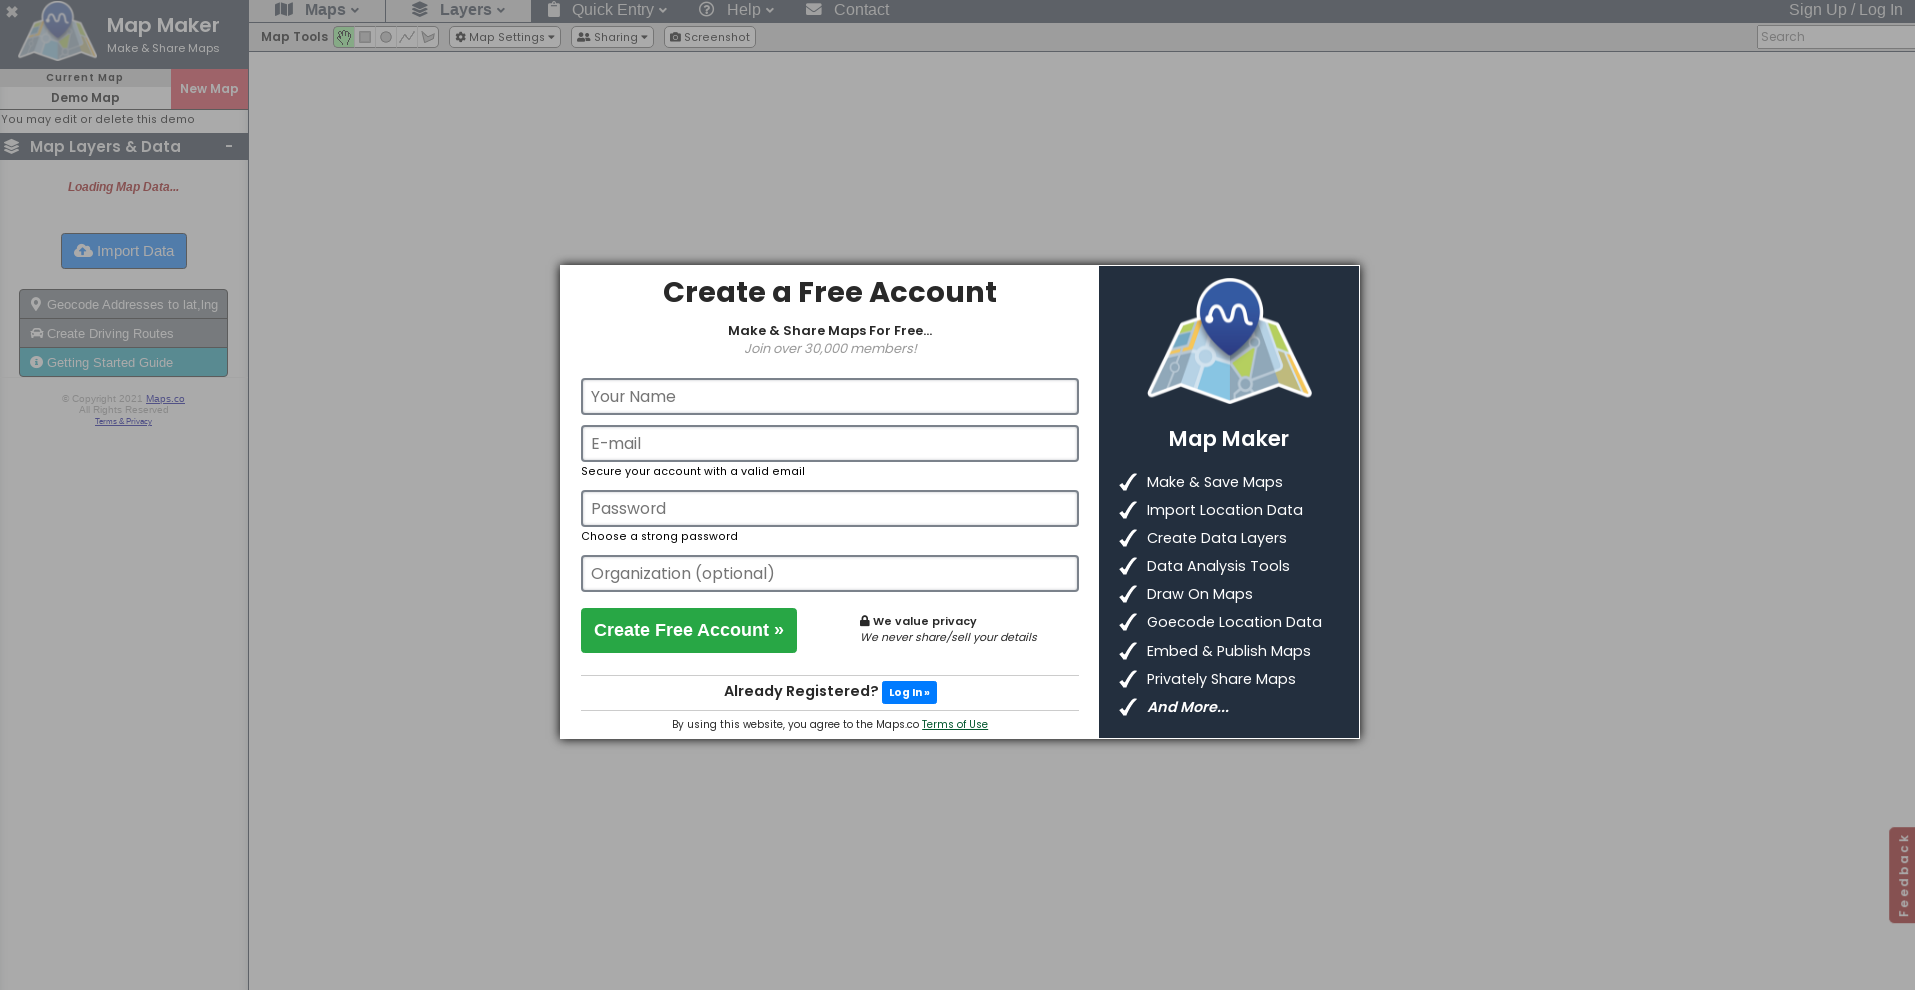 Map Maker
Make & Share Maps
Maps
Layers
Quick Entry
Help
Contact
Sign Up / Log In
Map Tools
Map Settings
Sharing
Screenshot
Search
Current Map
Demo Map
New Map
You may edit or delete this demo
Map Layers & Data -
Loading Map Data...
Import Data
Geocode Addresses to lat,lng
Create Driving Routes
Getting Started Guide
© Copyright 2021 Maps.co
All Rights Reserved
Terms & Privacy
Create a Free Account
Make & Share Maps For Free...
Join over 30,000 members!
Your Name
E-mail
Secure your account with a valid email
Password
Choose a strong password
Organization (optional)
Create Free Account »
We value privacy
We never share/sell your details
Already Registered? Log In »
By using this website, you agree to the Maps.co Terms of Use
Map Maker
Make & Save Maps
Import Location Data
Create Data Layers
Data Analysis Tools
Draw On Maps
Goecode Location Data
Embed & Publish Maps
Privately Share Maps
And More...
Feedback